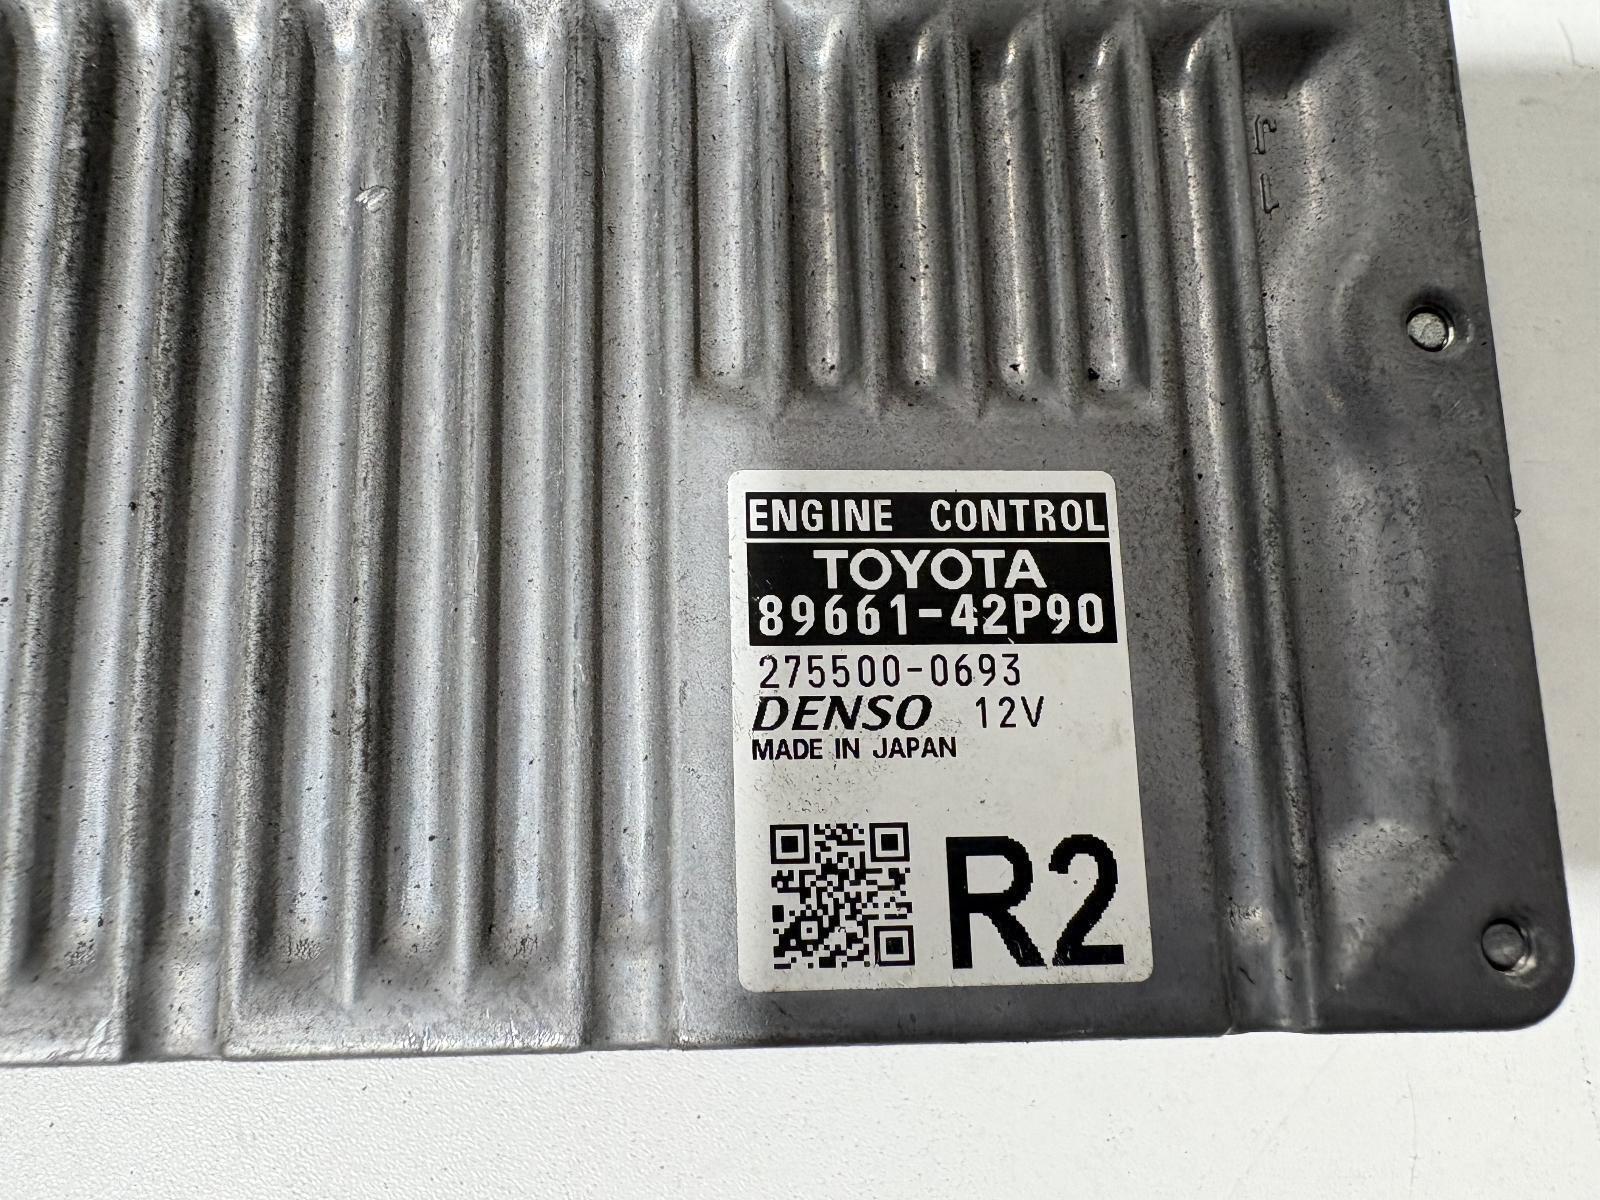 ENGINE CONTROL
TOYOTA
89661-42P90
275500-0693
DENSO 12V
MADE IN JAPAN
R2